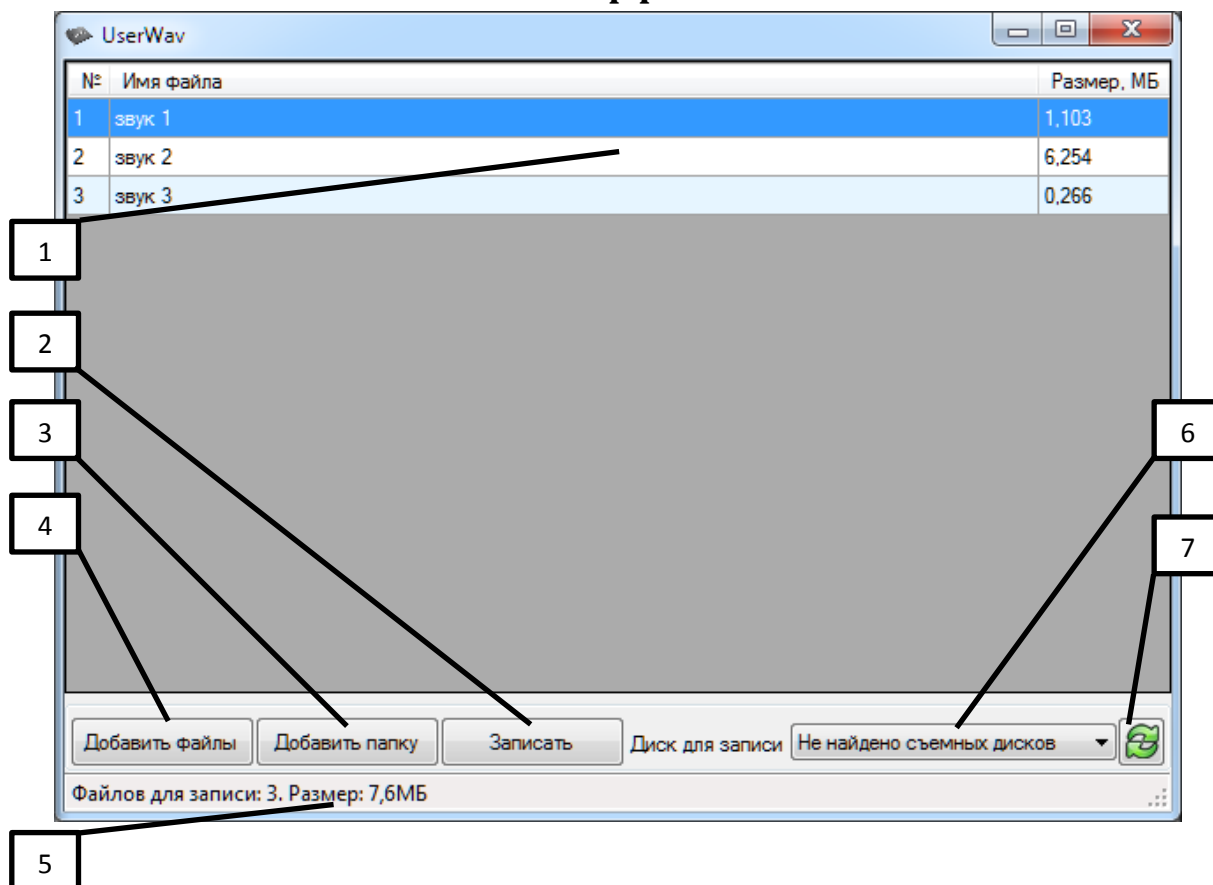 UserWav
№ Имя файла Размер, МБ
1 звук 1 1,103
2 звук 2 6,254
3 звук 3 0,266
1
2
3
6
4
7
Добавить файлы Добавить папку Записать Диск для записи Не найдено съемных дисков
Файлов для записи: 3. Размер: 7,6МБ
5